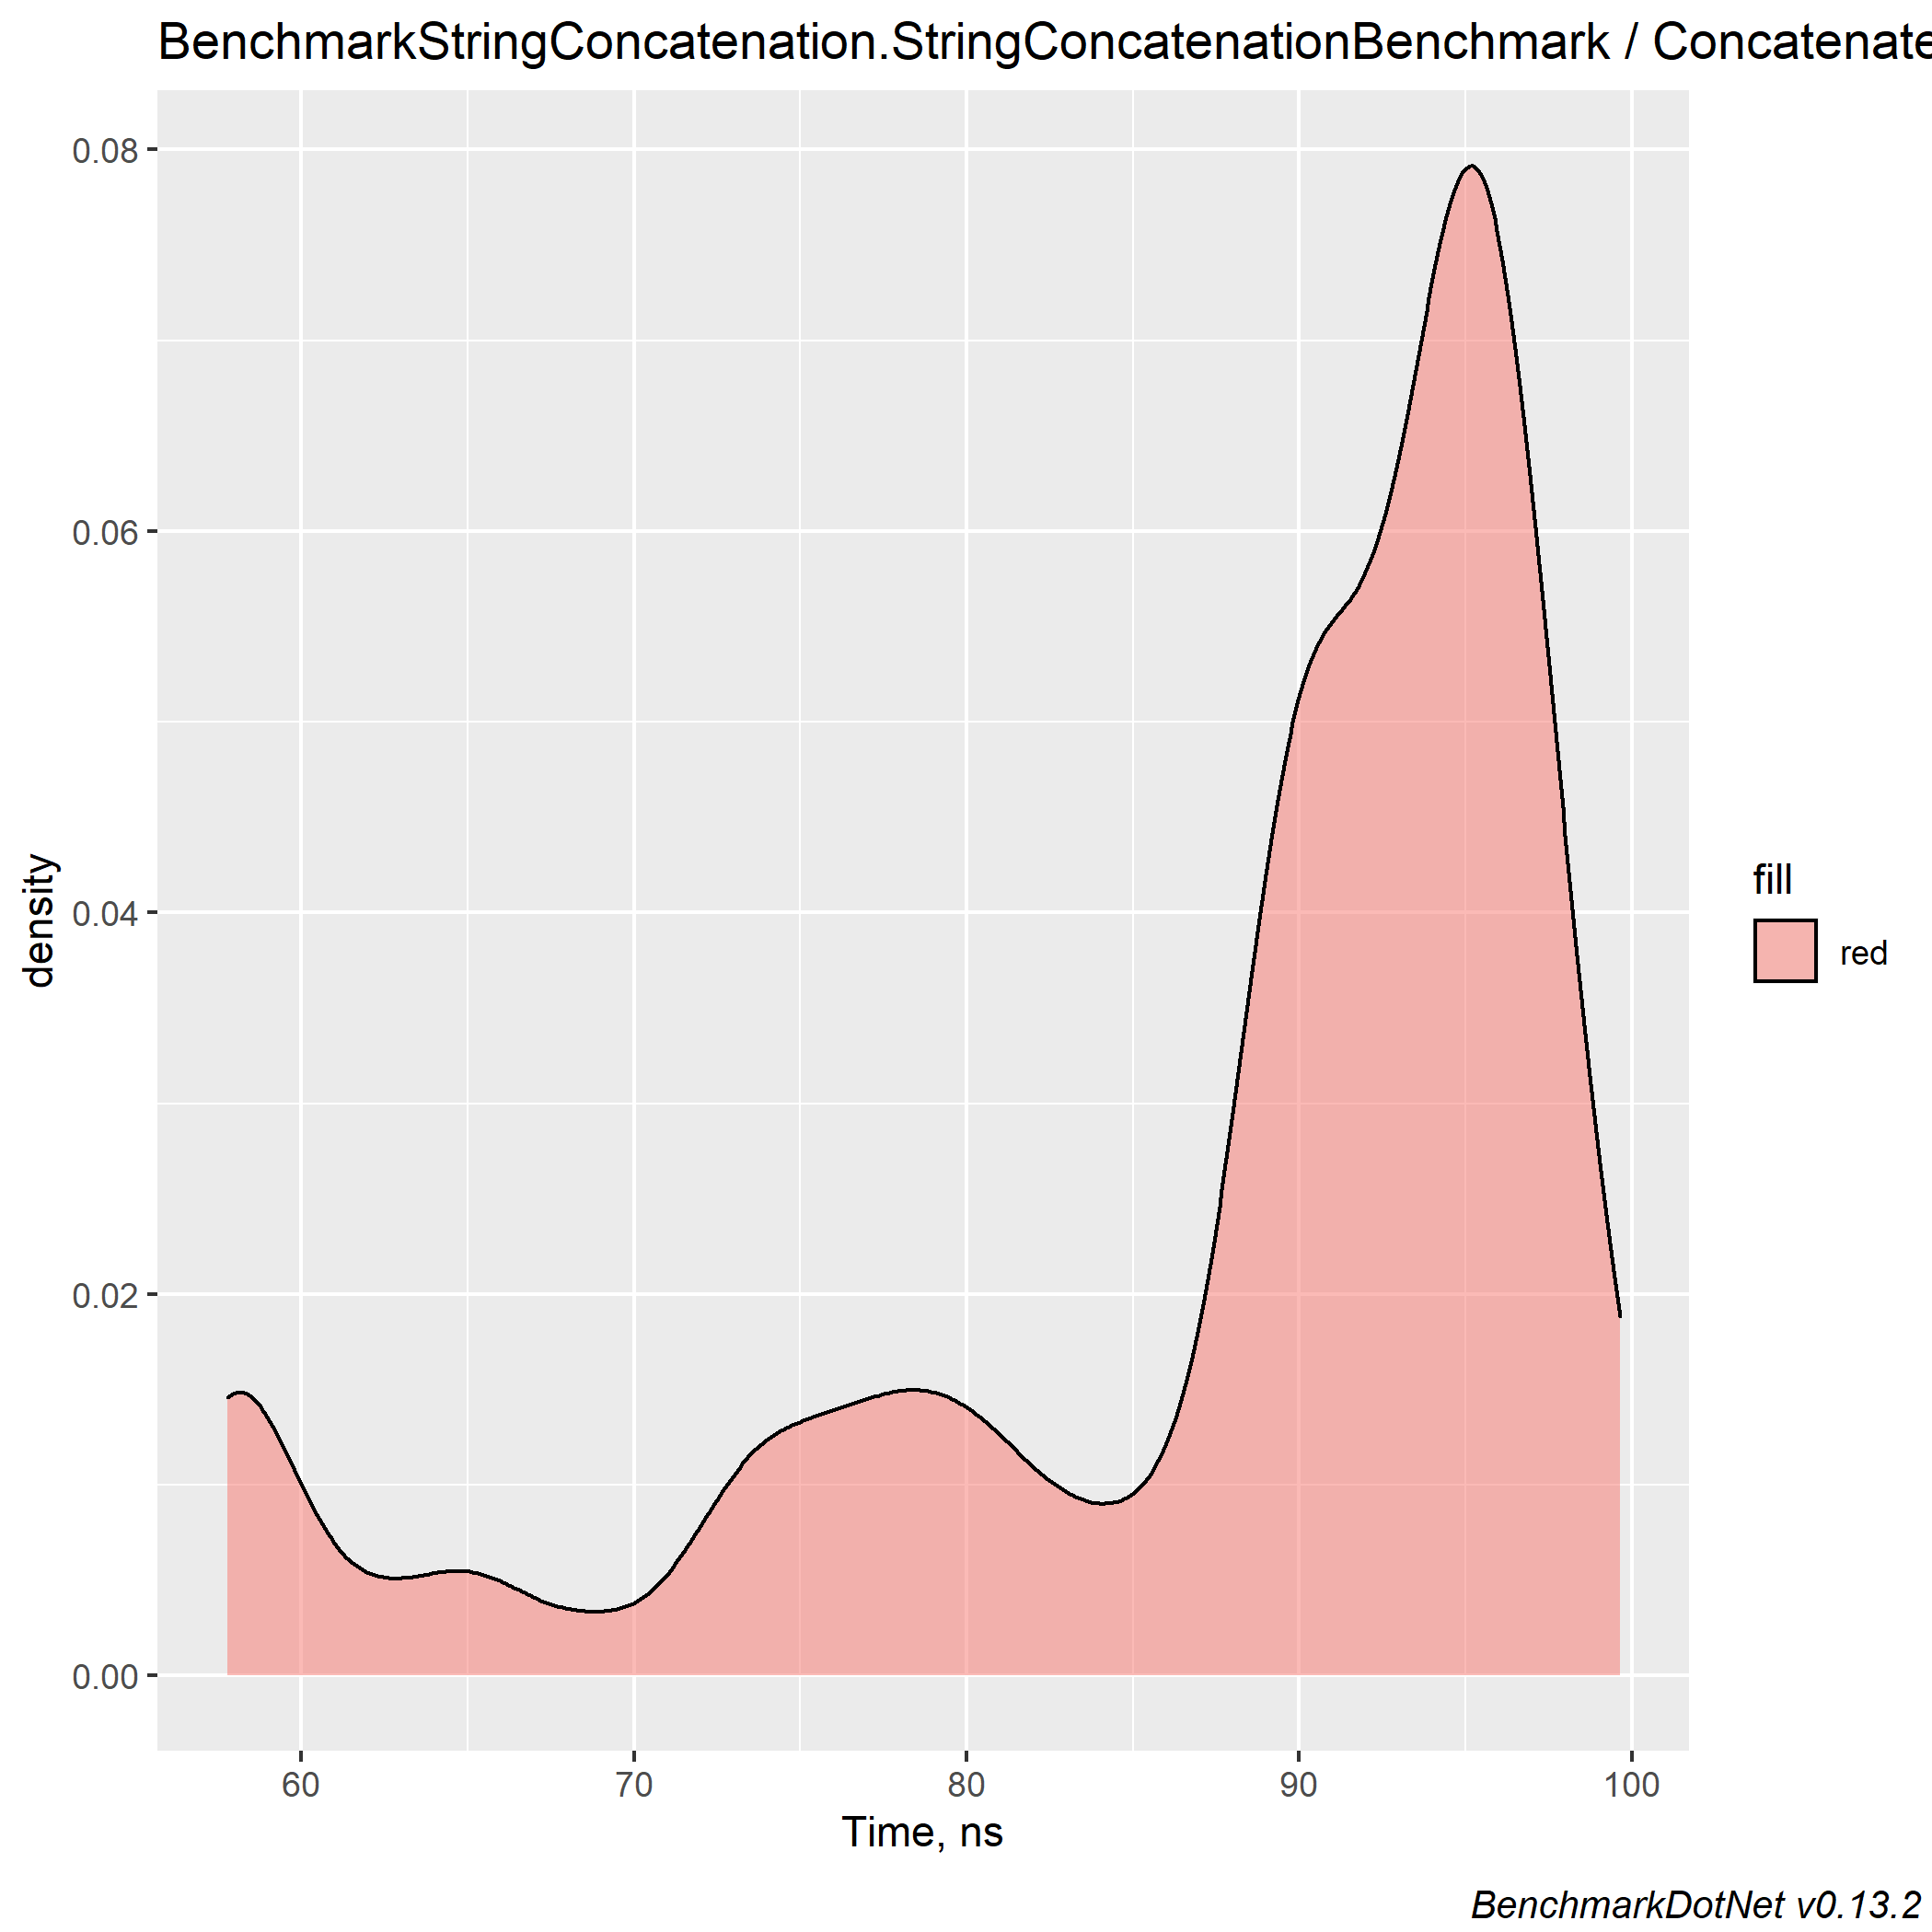 BenchmarkStringConcatenation.StringConcatenationBenchmark / Concatenate
0.08
0.06
0.04
0.02
0.00
density
60 70 80 90 100
Time, ns
fill
red
BenchmarkDotNet v0.13.2